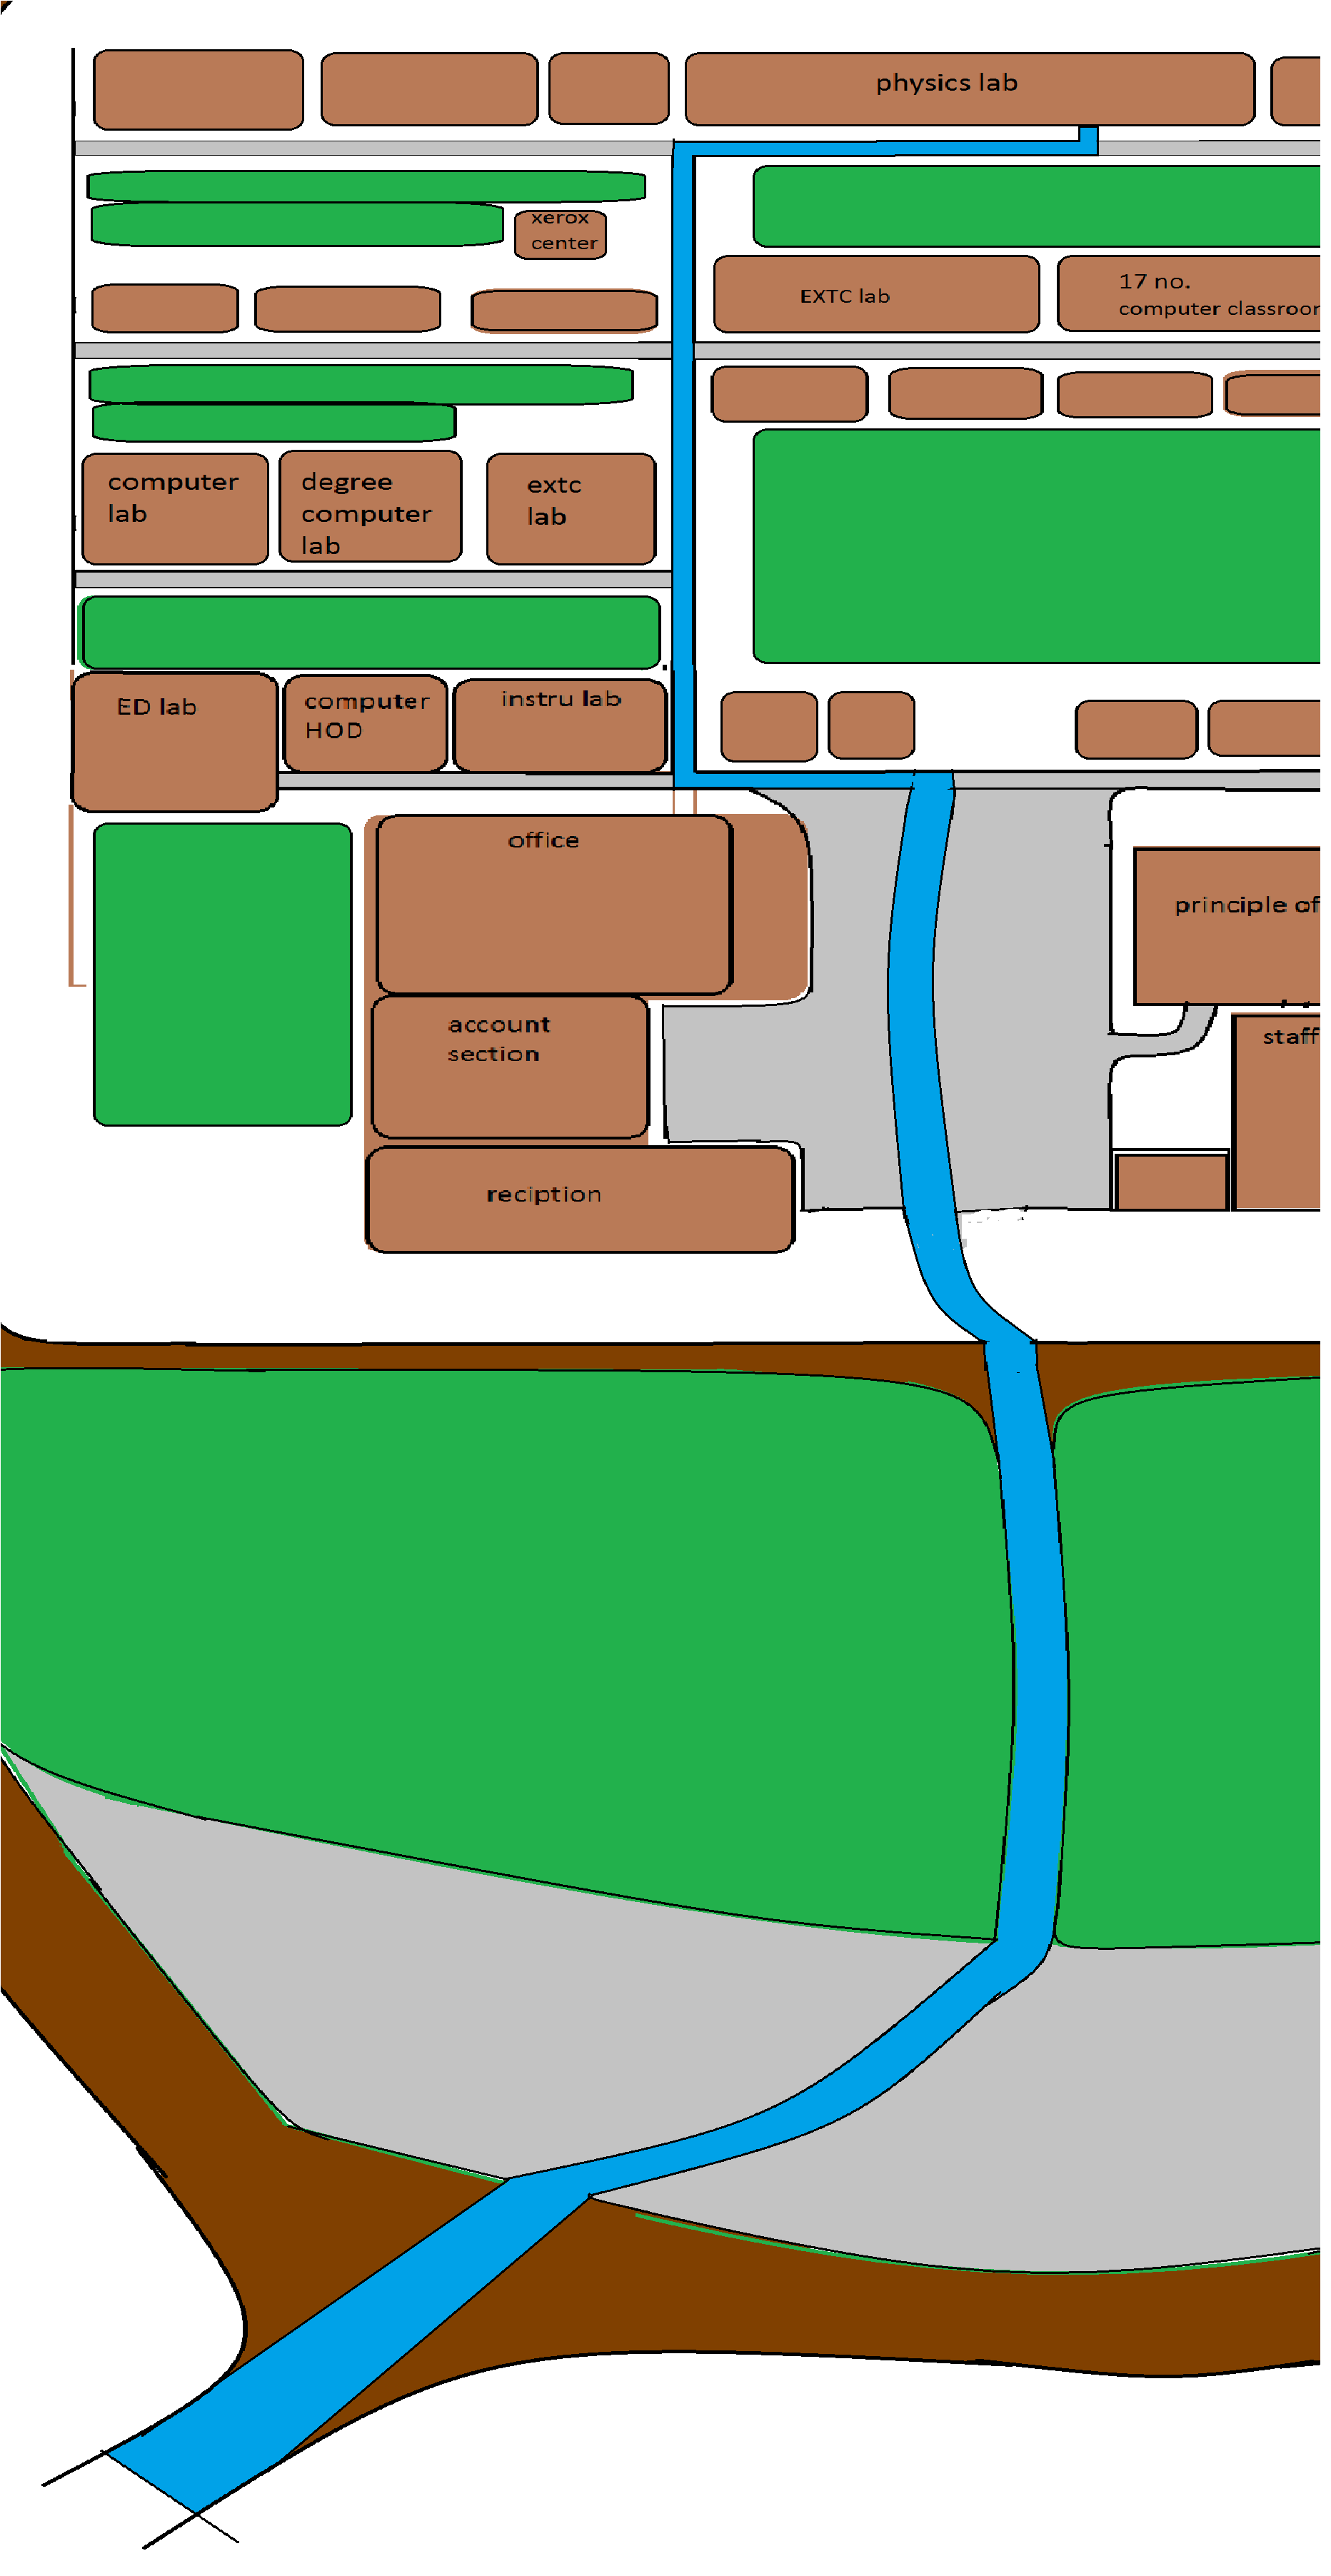 physics lab
xerox
center
EXTC lab
17 no.
computer classroor
computer
lab
degree
computer
lab
extc
lab
ED lab
computer
HOD
instru lab
office
principle of
account
section
staff
reciption